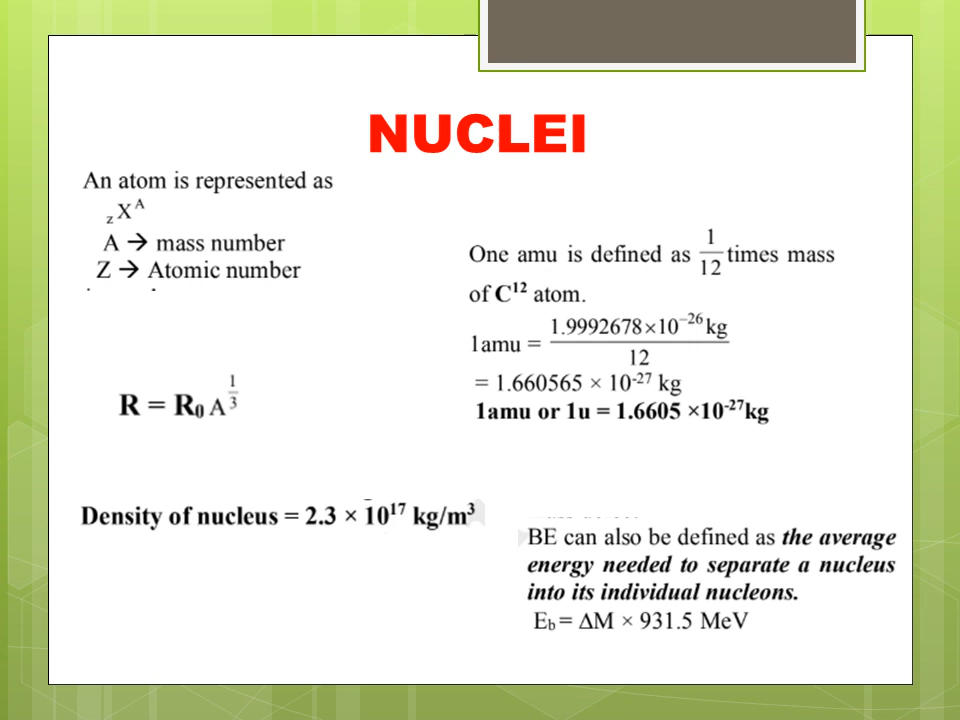 NUCLEI
An atom is represented as
zXᴬ
A → mass number
Z → Atomic number
R = R₀ A^(1/3)
One amu is defined as 1/12 times mass
of C¹² atom.
1amu = 1.9992678×10⁻²⁶kg / 12
= 1.660565 × 10⁻²⁷ kg
1amu or 1u = 1.6605 ×10⁻²⁷kg
Density of nucleus = 2.3 × 10¹⁷ kg/m³
BE can also be defined as the average
energy needed to separate a nucleus
into its individual nucleons.
E_b = ΔM × 931.5 MeV